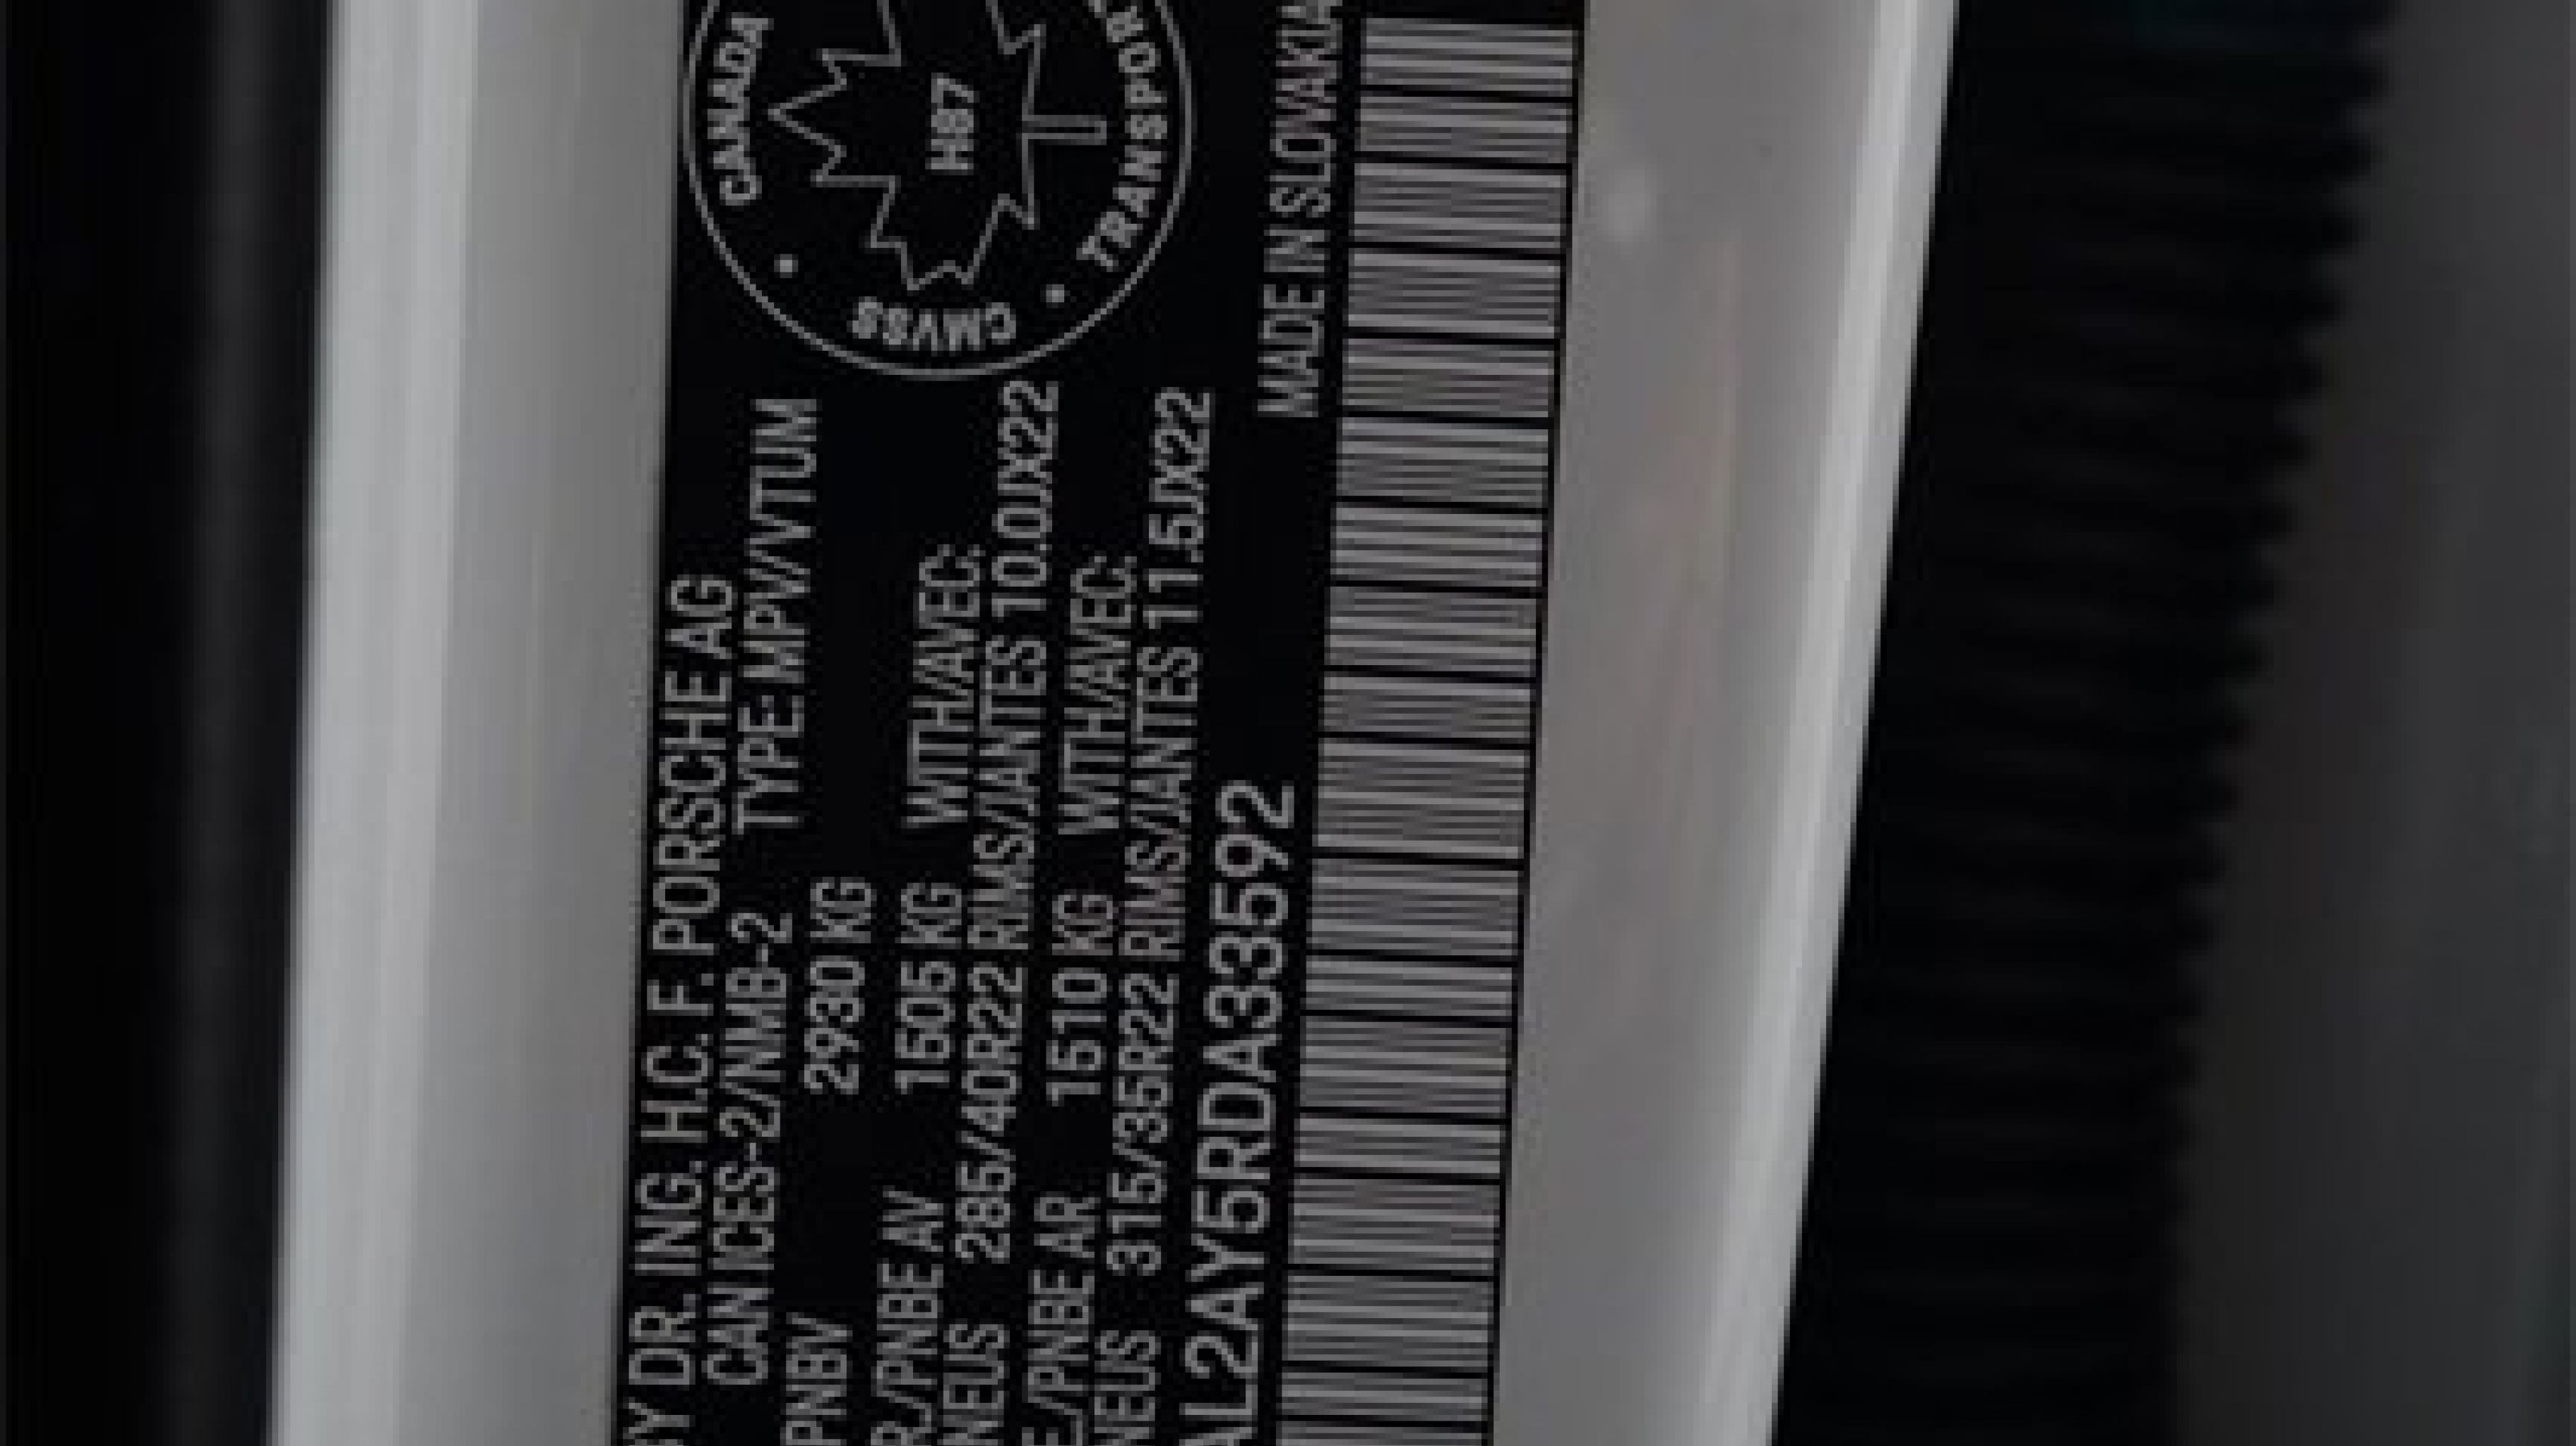 BY DR. ING. H.C. F. PORSCHE AG
CAN ICES-2/NMB-2 TYPE:MPV/VTUM
PNBV 2930 KG
R./PNBE AV 1505 KG WITH/AVEC:
NEUS 285/40R22 RIMS/JANTES 10.0JX22
E./PNBE AR 1510 KG WITH/AVEC:
NEUS 315/35R22 RIMS/JANTES 11.5JX22
AL2AY5RDA33592
MADE IN SLOVAKIA
CANADA
H87
TRANSPORT
CMVSS